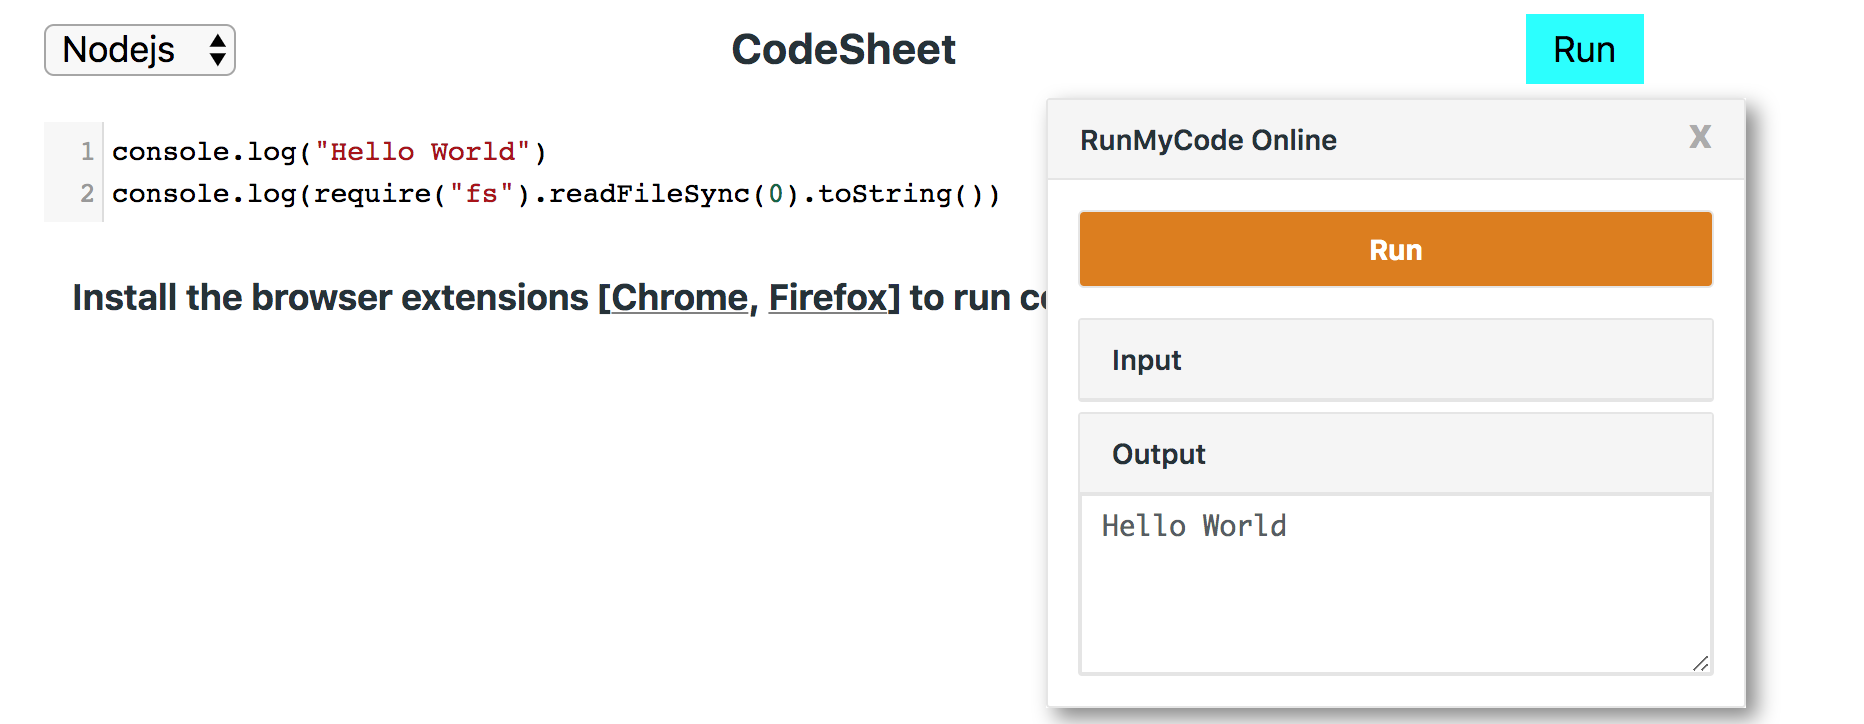 Nodejs
CodeSheet
Run
1 console.log("Hello World")
2 console.log(require("fs").readFileSync(0).toString())
Install the browser extensions [Chrome, Firefox] to run
RunMyCode Online
X
Run
Input
Output
Hello World